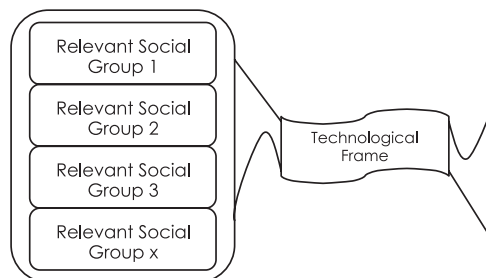 Relevant Social
Group 1
Relevant Social
Group 2
Relevant Social
Group 3
Relevant Social
Group x
Technological
Frame